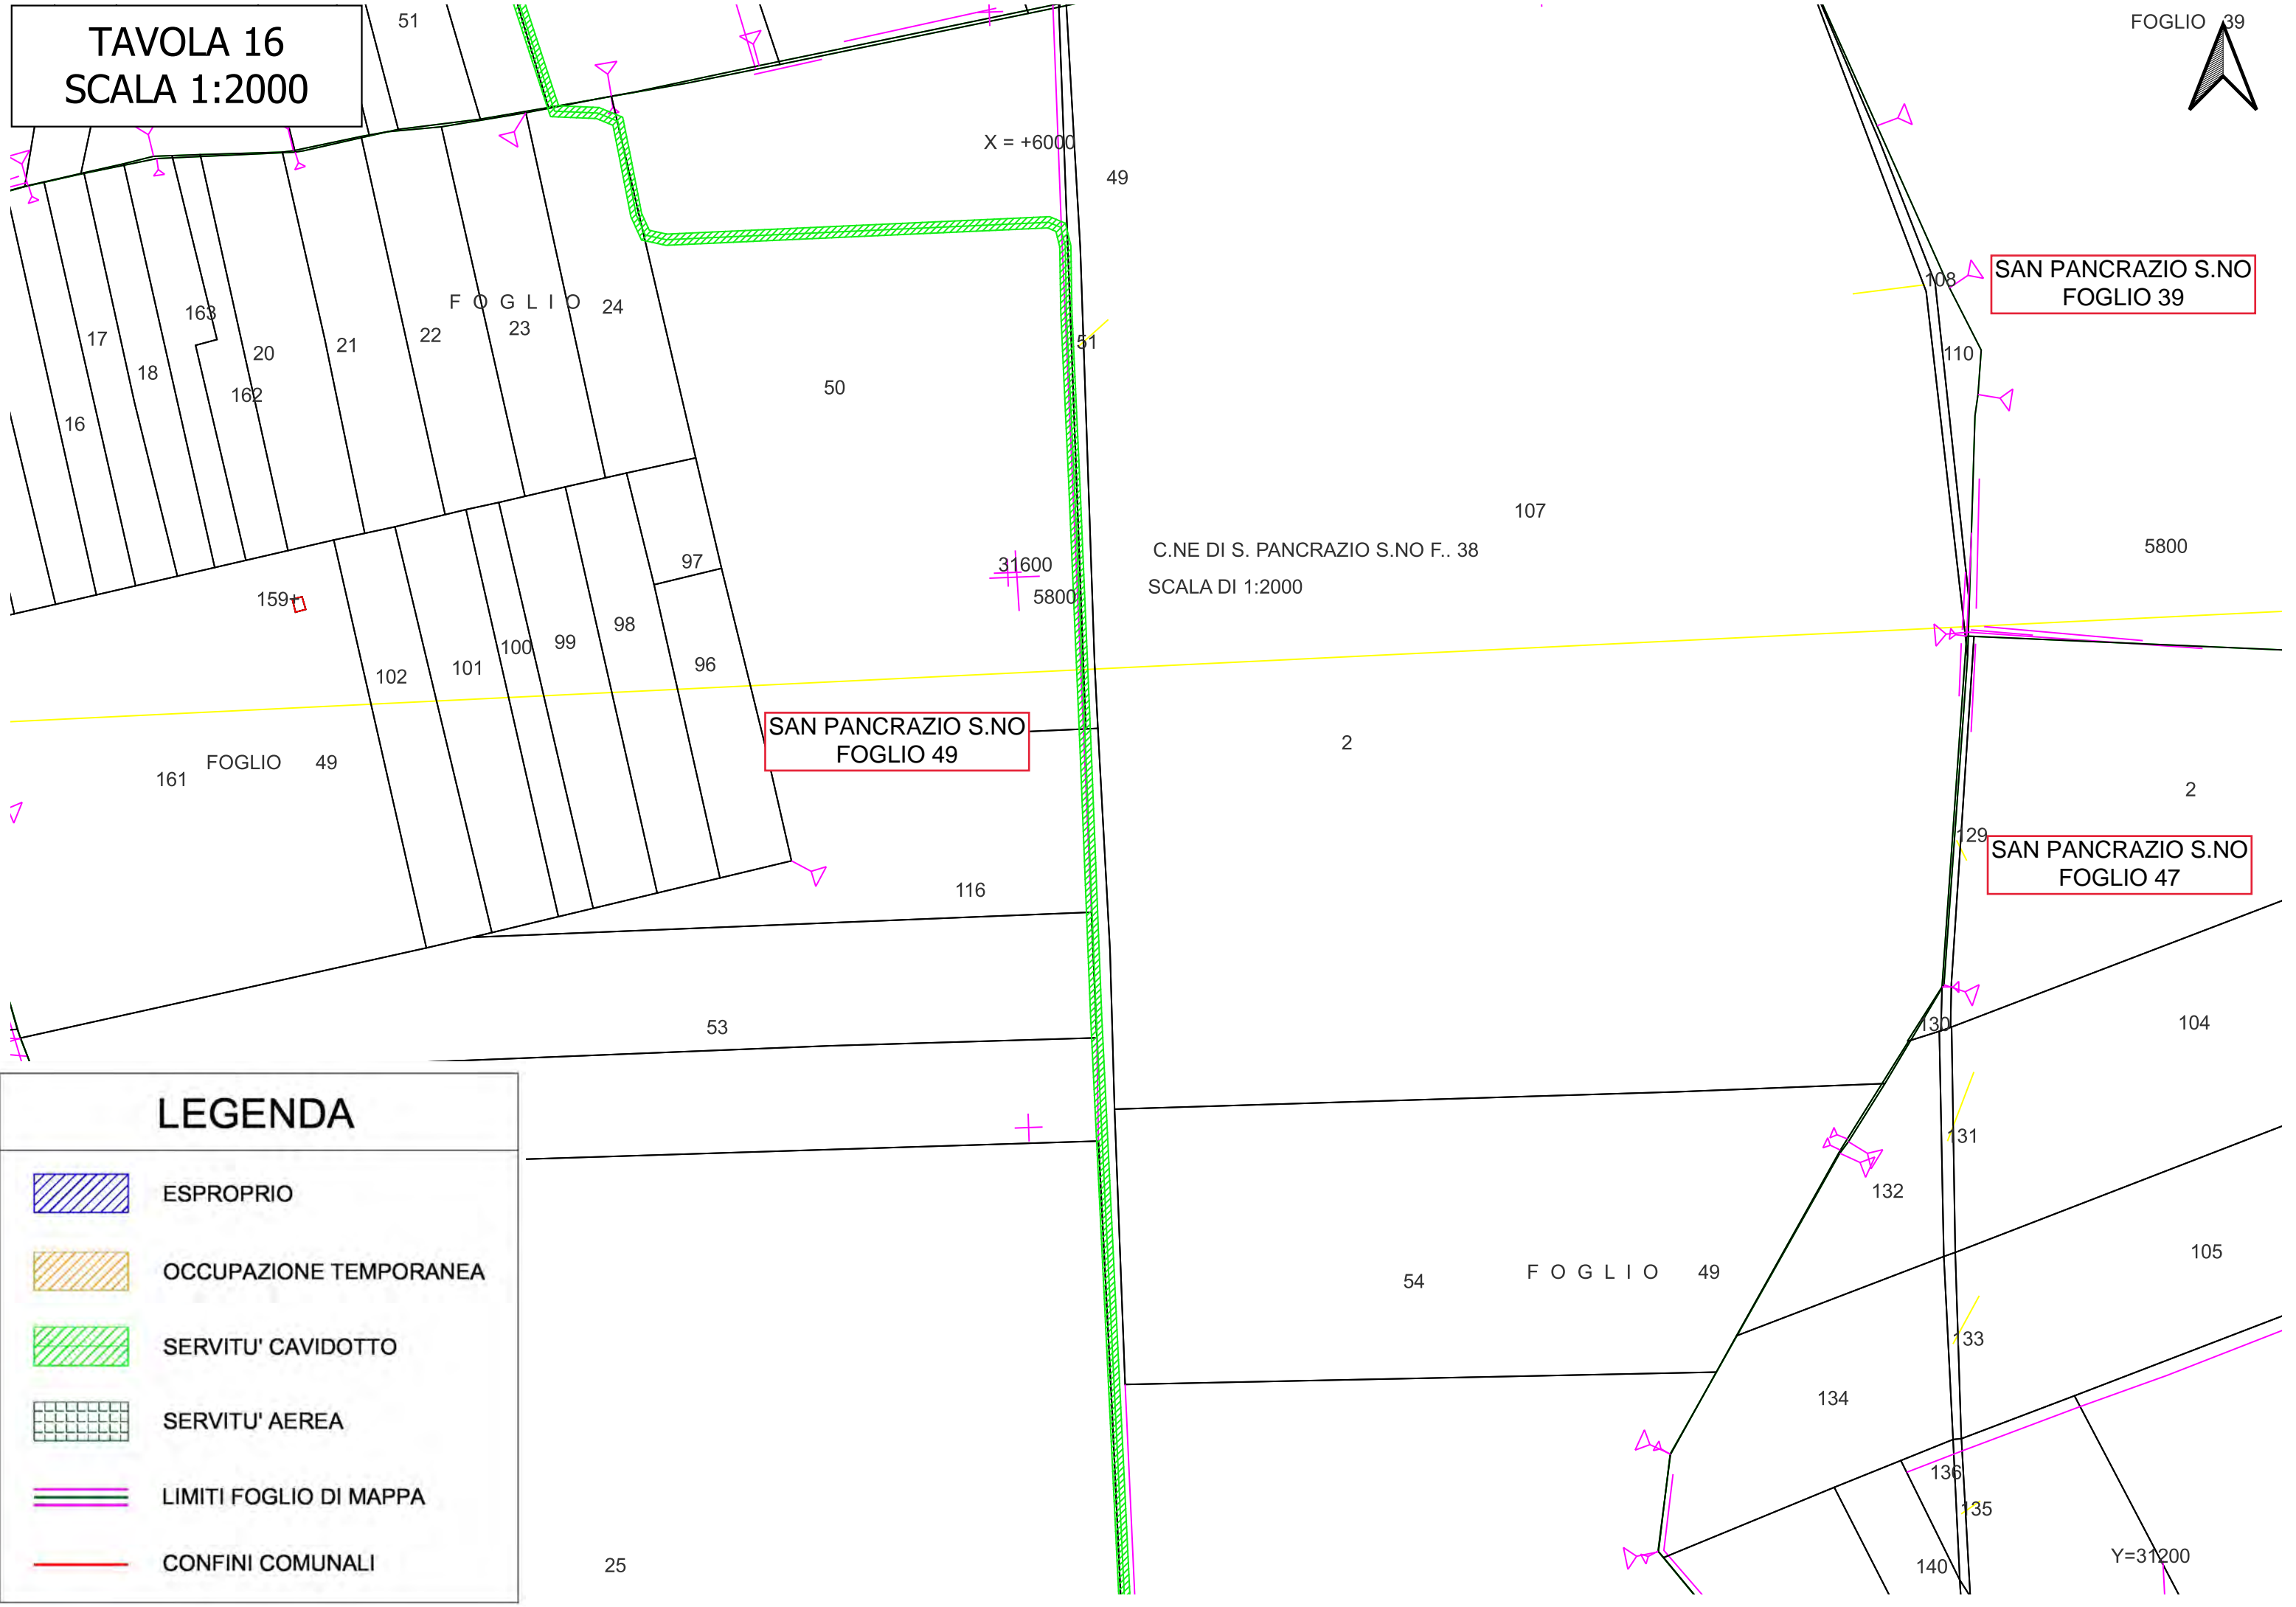 TAVOLA 16
SCALA 1:2000
51
FOGLIO 39
X = +6000
49
SAN PANCRAZIO S.NO
FOGLIO 39
108
110
163
F O G L I O 24
17
18
20
21
22
23
162
16
50
51
107
C.NE DI S. PANCRAZIO S.NO F.. 38
SCALA DI 1:2000
5800
31600
5800
97
159+
98
99
100
101
102
96
SAN PANCRAZIO S.NO
FOGLIO 49
2
FOGLIO 49
161
2
129
SAN PANCRAZIO S.NO
FOGLIO 47
116
53
130
104
131
132
54
F O G L I O 49
105
133
134
136
135
140
Y=31200
25
LEGENDA
ESPROPRIO
OCCUPAZIONE TEMPORANEA
SERVITU' CAVIDOTTO
SERVITU' AEREA
LIMITI FOGLIO DI MAPPA
CONFINI COMUNALI